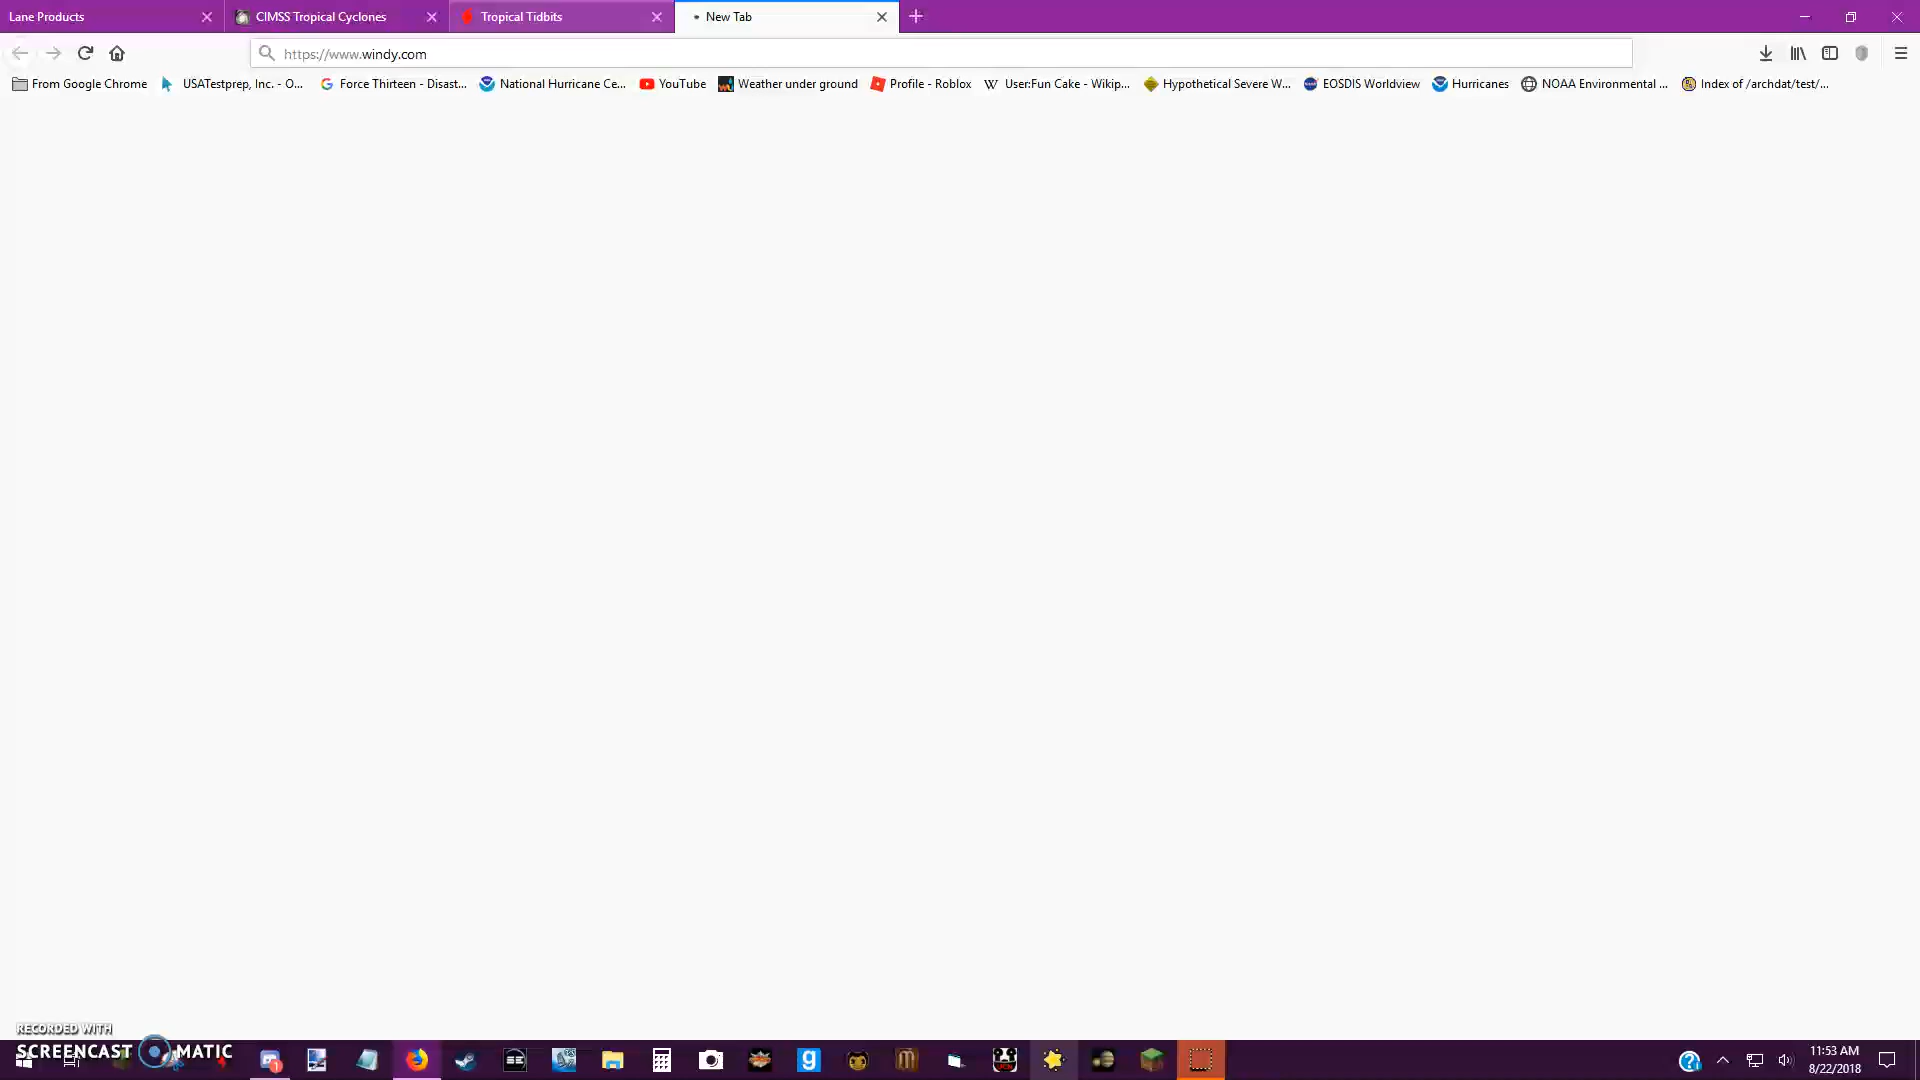 Lane Products
CIMSS Tropical Cyclones
Tropical Tidbits
New Tab
https://www.windy.com
From Google Chrome
USATestprep, Inc. - O...
Force Thirteen - Disast...
National Hurricane Ce...
YouTube
Weather under ground
Profile - Roblox
User:Fun Cake - Wikip...
Hypothetical Severe W...
EOSDIS Worldview
Hurricanes
NOAA Environmental ...
Index of /archdat/test/...
RECORDED WITH
SCREENCAST MATIC
11:53 AM
8/22/2018